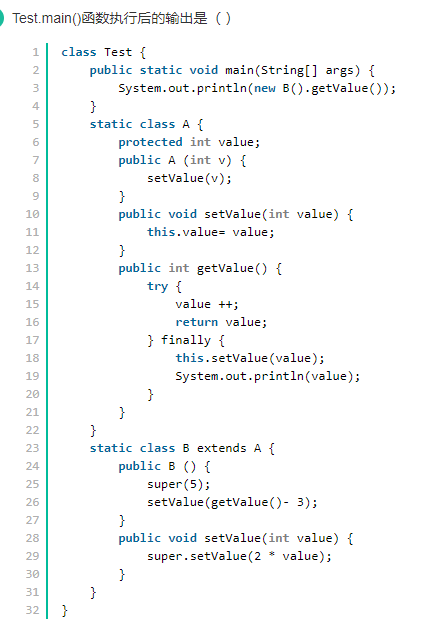 Test.main()函数执行后的输出是（ ）
1 class Test {
2     public static void main(String[] args) {
3         System.out.println(new B().getValue());
4     }
5     static class A {
6         protected int value;
7         public A (int v) {
8             setValue(v);
9         }
10         public void setValue(int value) {
11             this.value= value;
12         }
13         public int getValue() {
14             try {
15                 value ++;
16                 return value;
17             } finally {
18                 this.setValue(value);
19                 System.out.println(value);
20             }
21         }
22     }
23     static class B extends A {
24         public B () {
25             super(5);
26             setValue(getValue()- 3);
27         }
28         public void setValue(int value) {
29             super.setValue(2 * value);
30         }
31     }
32 }